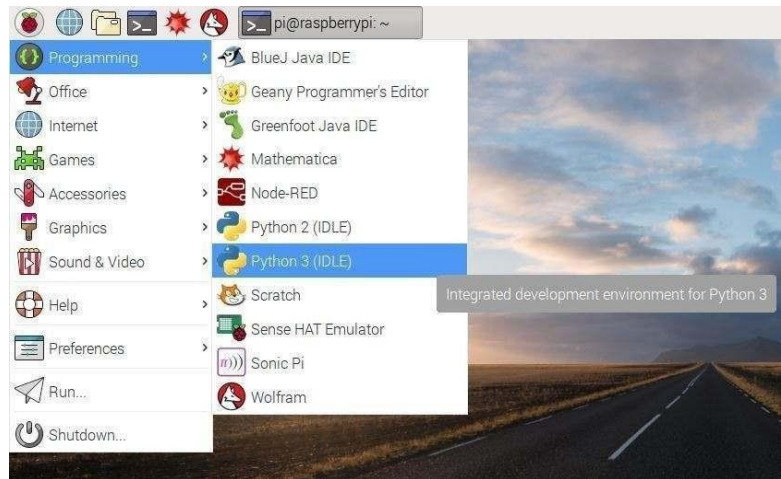 pi@raspberrypi: ~
Programming
Office
Internet
Games
Accessories
Graphics
Sound & Video
Help
Preferences
Run...
Shutdown...
BlueJ Java IDE
Geany Programmer's Editor
Greenfoot Java IDE
Mathematica
Node-RED
Python 2 (IDLE)
Python 3 (IDLE)
Scratch
Sense HAT Emulator
Sonic Pi
Wolfram
Integrated development environment for Python 3